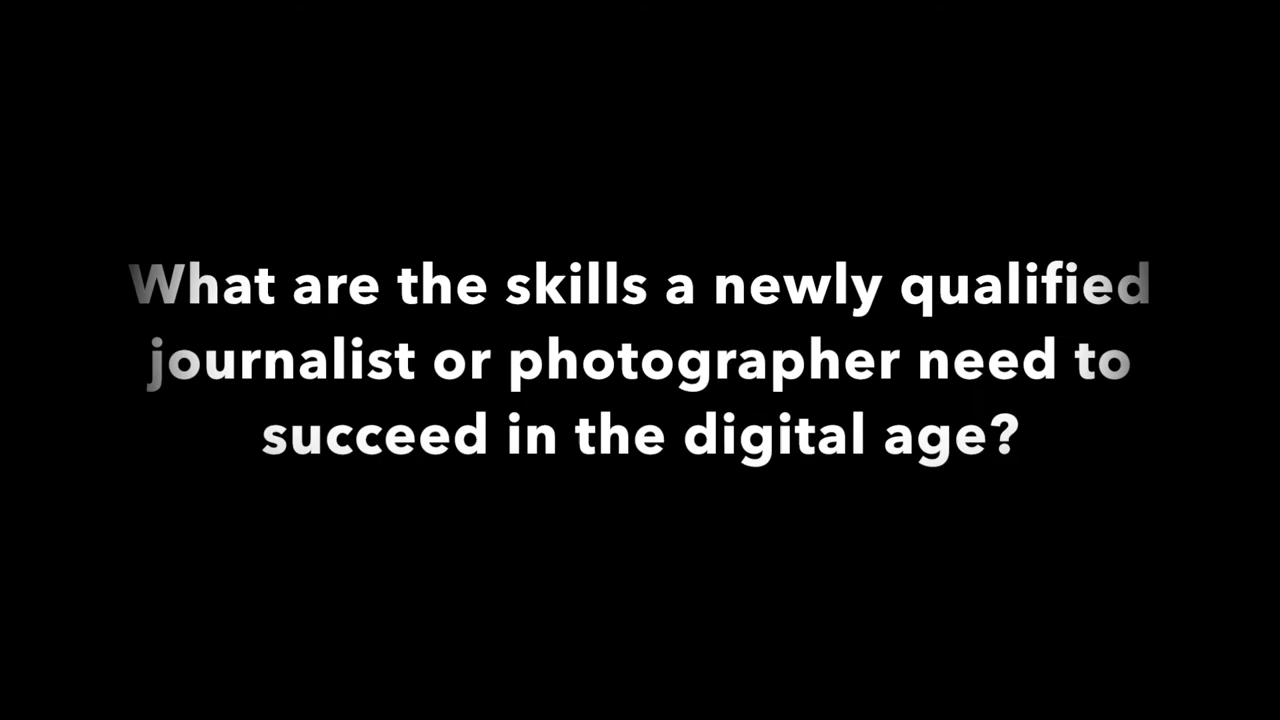 What are the skills a newly qualified
journalist or photographer need to
succeed in the digital age?